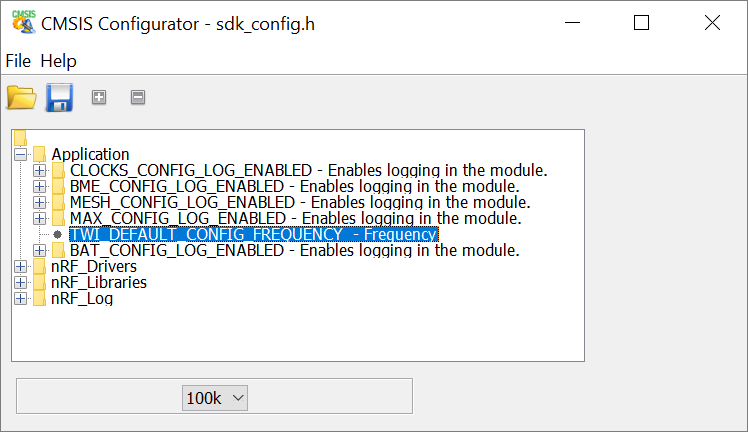 CMSIS
CMSIS Configurator - sdk_config.h
File Help
Application
CLOCKS_CONFIG_LOG_ENABLED - Enables logging in the module.
BME_CONFIG_LOG_ENABLED - Enables logging in the module.
MESH_CONFIG_LOG_ENABLED - Enables logging in the module.
MAX_CONFIG_LOG_ENABLED - Enables logging in the module.
TWI_DEFAULT_CONFIG_FREQUENCY - Frequency
BAT_CONFIG_LOG_ENABLED - Enables logging in the module.
nRF_Drivers
nRF_Libraries
nRF_Log
100k